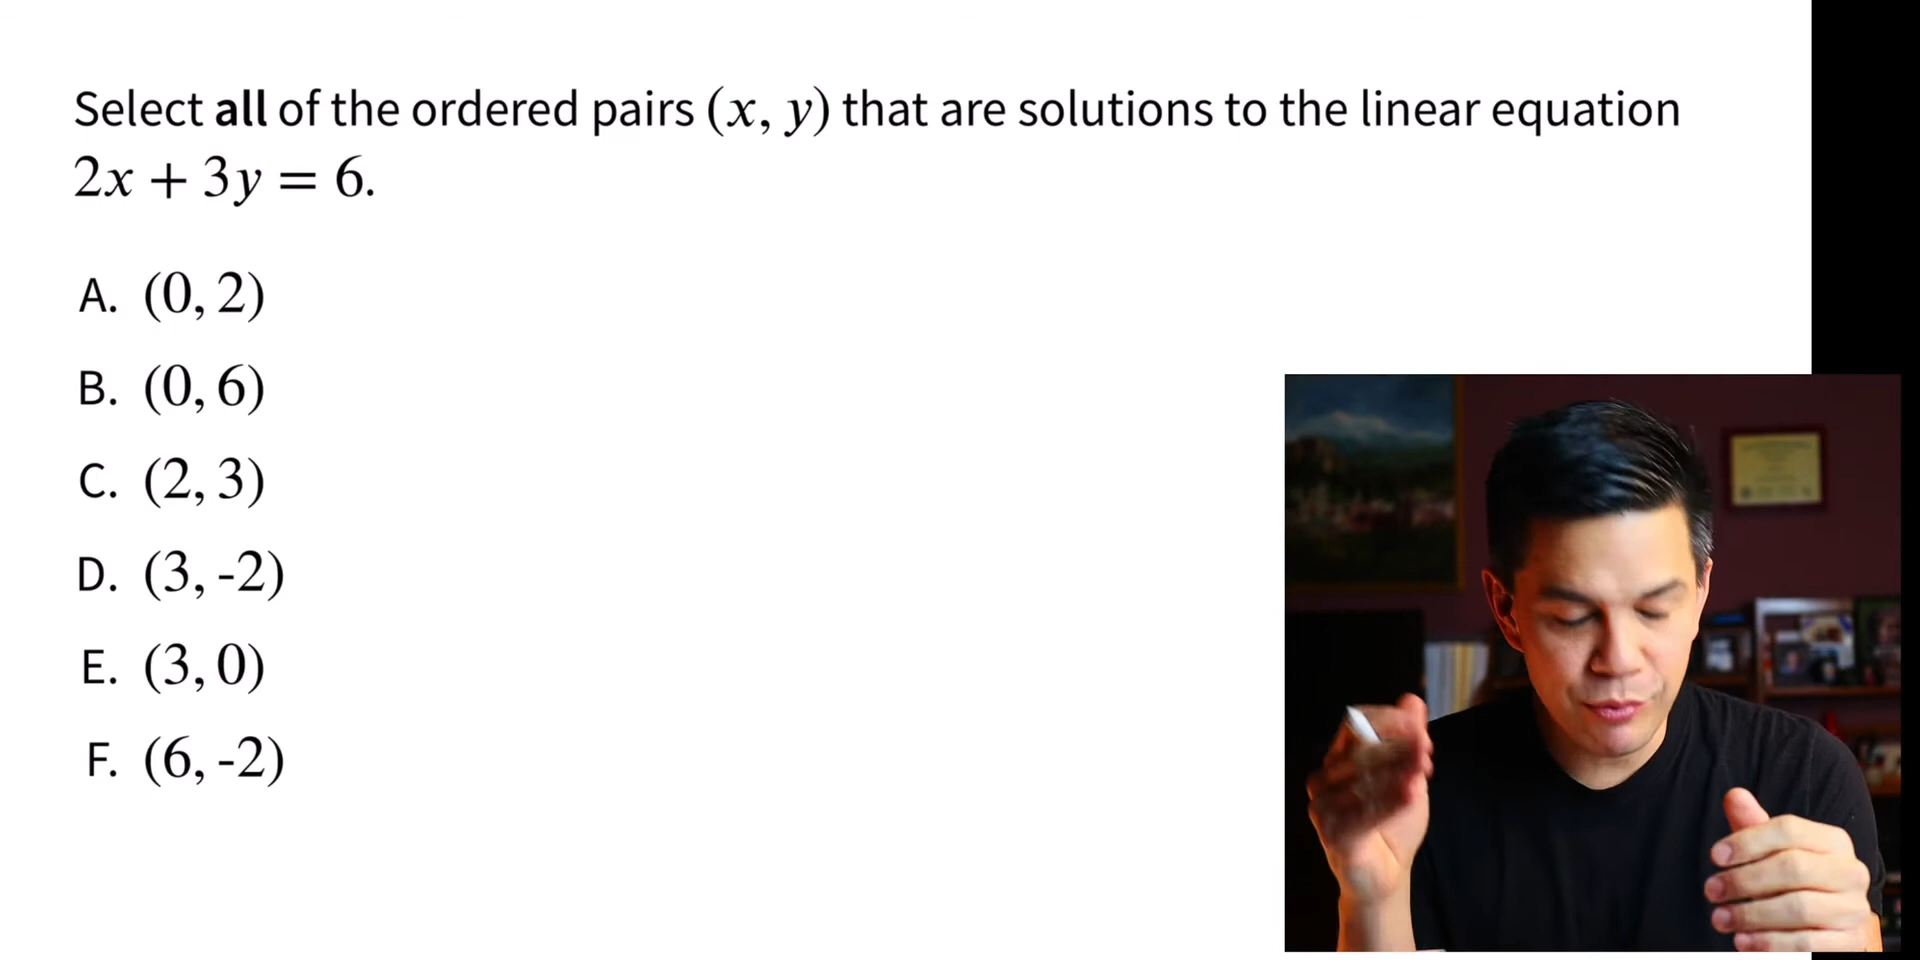 Select all of the ordered pairs (x, y) that are solutions to the linear equation
2x + 3y = 6.
A. (0, 2)
B. (0, 6)
C. (2, 3)
D. (3, -2)
E. (3, 0)
F. (6, -2)